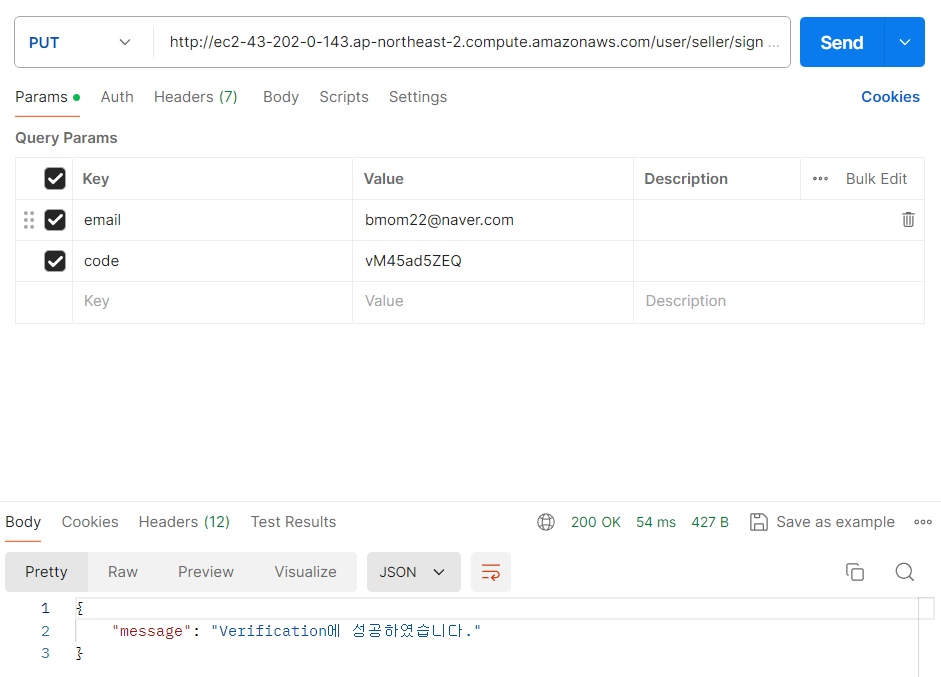 PUT http://ec2-43-202-0-143.ap-northeast-2.compute.amazonaws.com/user/seller/sign ... Send
Params Auth Headers (7) Body Scripts Settings Cookies
Query Params
Key Value Description ••• Bulk Edit
email bmom22@naver.com
code vM45ad5ZEQ
Key Value Description
Body Cookies Headers (12) Test Results 200 OK 54 ms 427 B Save as example
Pretty Raw Preview Visualize JSON
1 {
2 "message": "Verification에 성공하였습니다."
3 }